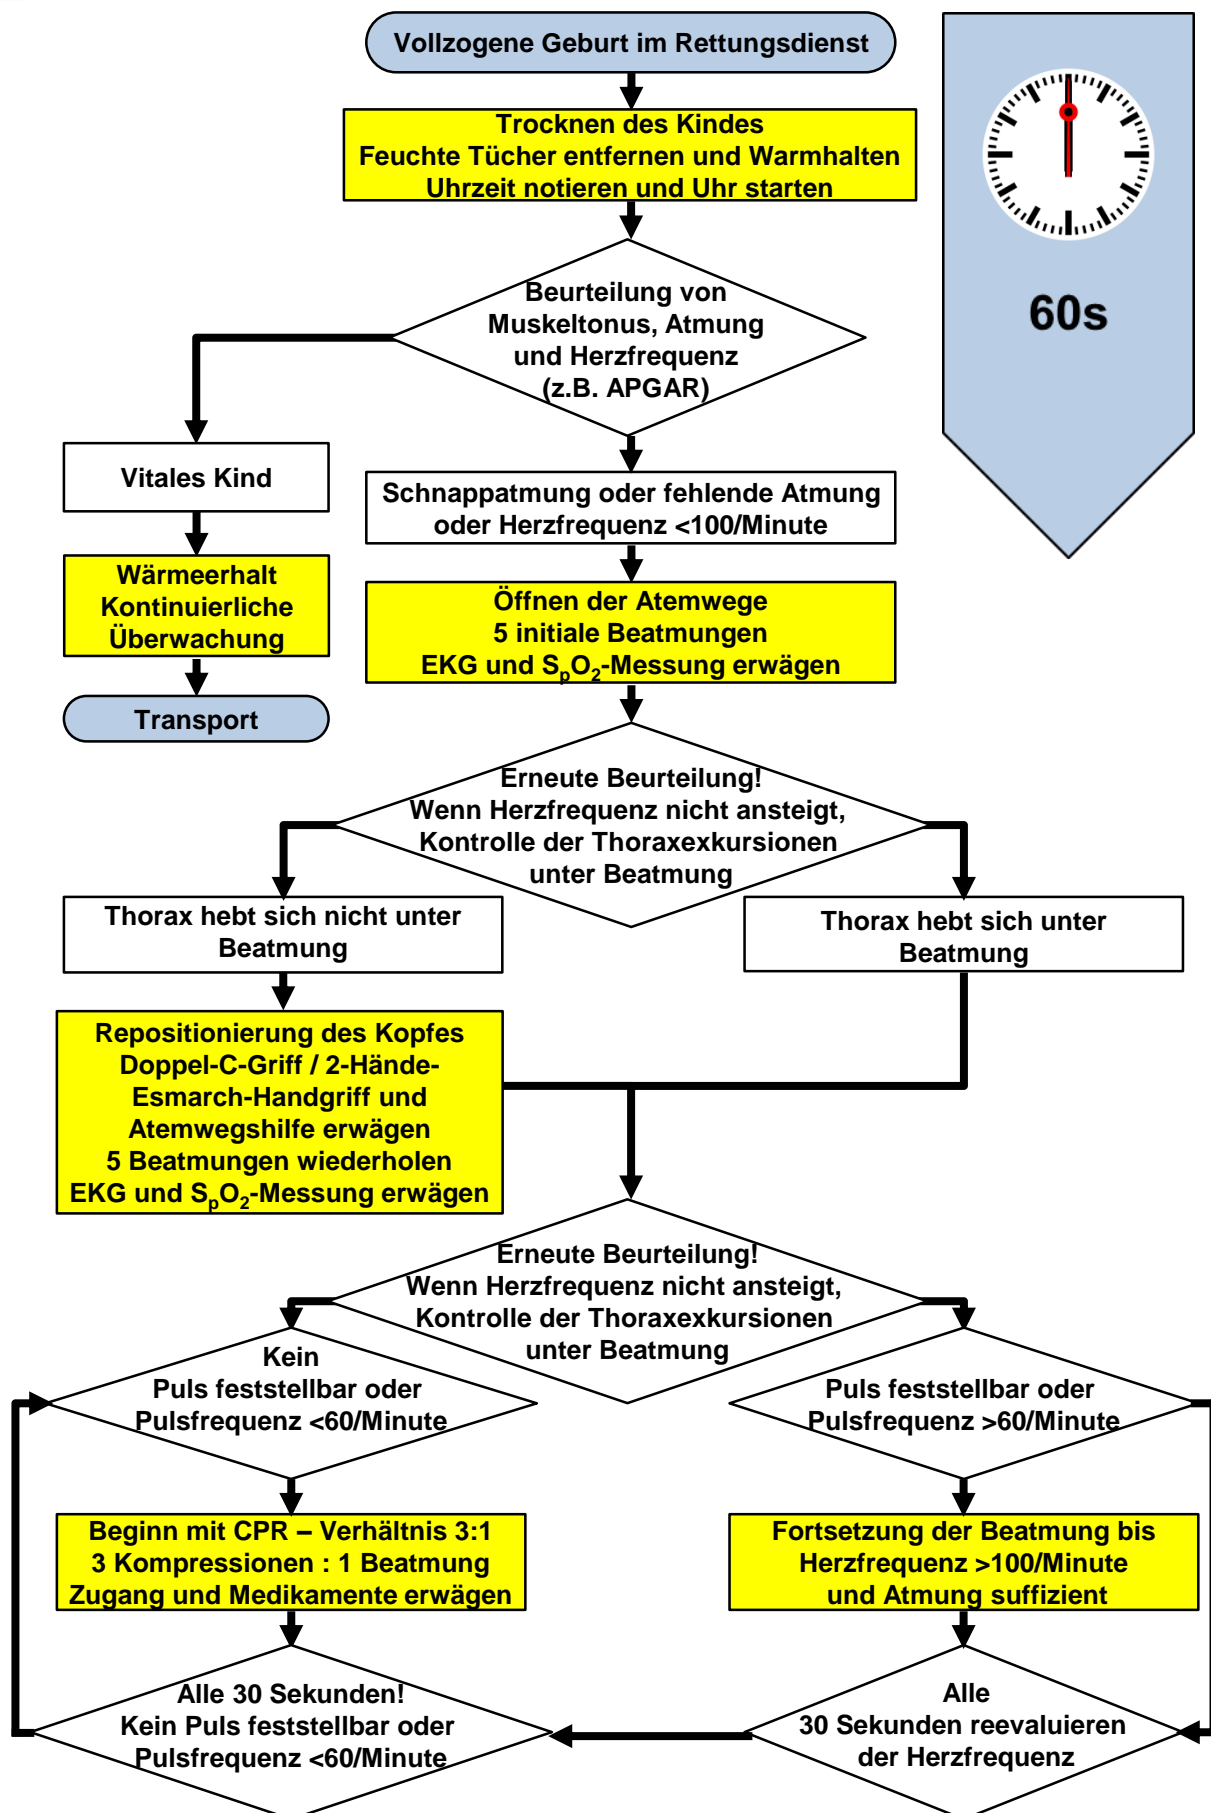 Vollzogene Geburt im Rettungsdienst
Trocknen des Kindes
Feuchte Tücher entfernen und Warmhalten
Uhrzeit notieren und Uhr starten
60s
Beurteilung von
Muskeltonus, Atmung
und Herzfrequenz
(z.B. APGAR)
Vitales Kind
Wärmeerhalt
Kontinuierliche
Überwachung
Transport
Schnappatmung oder fehlende Atmung
oder Herzfrequenz <100/Minute
Öffnen der Atemwege
5 initiale Beatmungen
EKG und SpO2-Messung erwägen
Erneute Beurteilung!
Wenn Herzfrequenz nicht ansteigt,
Kontrolle der Thoraxexkursionen
unter Beatmung
Thorax hebt sich nicht unter
Beatmung
Thorax hebt sich unter
Beatmung
Repositionierung des Kopfes
Doppel-C-Griff / 2-Hände-
Esmarch-Handgriff und
Atemwegshilfe erwägen
5 Beatmungen wiederholen
EKG und SpO2-Messung erwägen
Erneute Beurteilung!
Wenn Herzfrequenz nicht ansteigt,
Kontrolle der Thoraxexkursionen
unter Beatmung
Kein
Puls feststellbar oder
Pulsfrequenz <60/Minute
Puls feststellbar oder
Pulsfrequenz >60/Minute
Beginn mit CPR – Verhältnis 3:1
3 Kompressionen : 1 Beatmung
Zugang und Medikamente erwägen
Fortsetzung der Beatmung bis
Herzfrequenz >100/Minute
und Atmung suffizient
Alle 30 Sekunden!
Kein Puls feststellbar oder
Pulsfrequenz <60/Minute
Alle
30 Sekunden reevaluieren
der Herzfrequenz